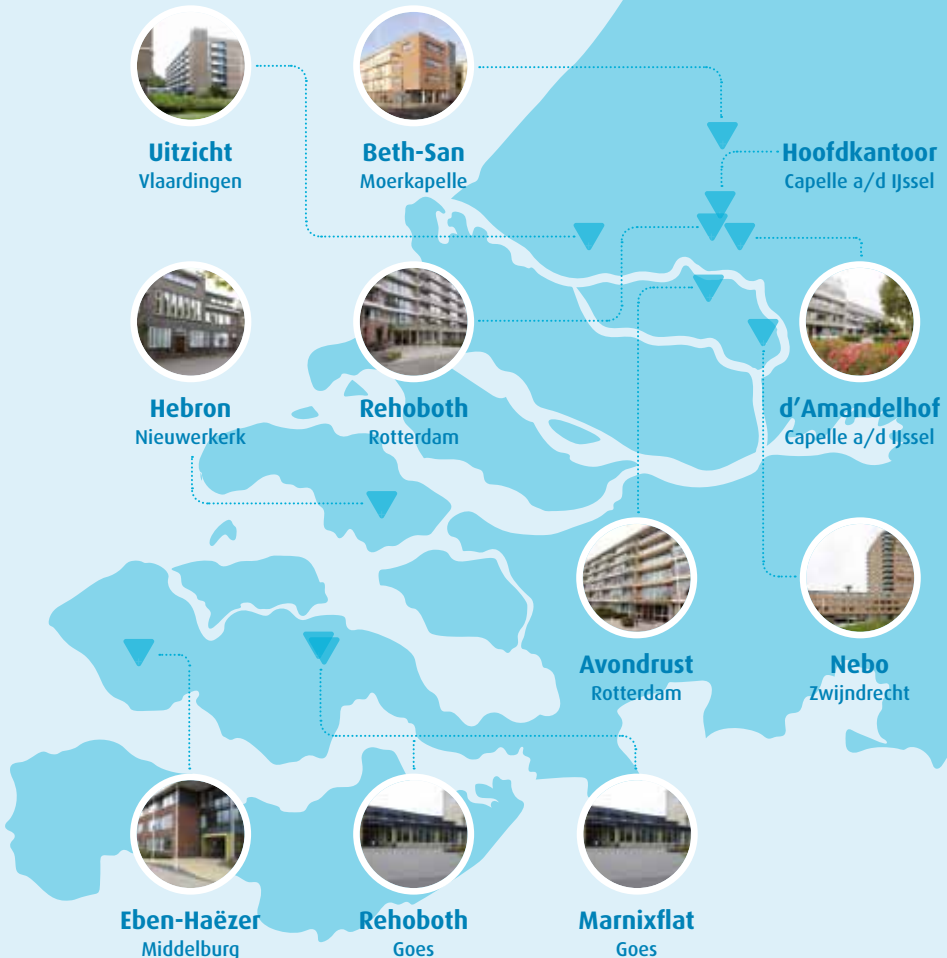 Uitzicht
Vlaardingen
Beth-San
Moerkapelle
Hoofdkantoor
Capelle a/d IJssel
Hebron
Nieuwerkerk
Rehoboth
Rotterdam
d'Amandelhof
Capelle a/d IJssel
Avondrust
Rotterdam
Nebo
Zwijndrecht
Eben-Haëzer
Middelburg
Rehoboth
Goes
Marnixflat
Goes